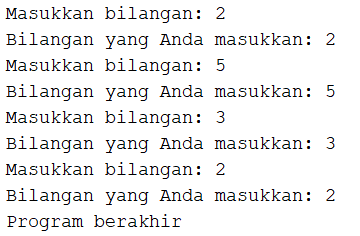 Masukkan bilangan: 2
Bilangan yang Anda masukkan: 2
Masukkan bilangan: 5
Bilangan yang Anda masukkan: 5
Masukkan bilangan: 3
Bilangan yang Anda masukkan: 3
Masukkan bilangan: 2
Bilangan yang Anda masukkan: 2
Program berakhir